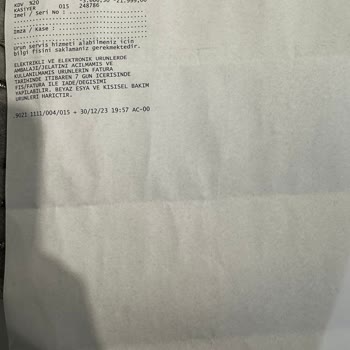 KDV %20
KASİYER 015 248786
Imei / Seri No :
Imza / Kase :
Urun servis hizmeti alabilmeniz icin
bilgi fisini saklamaniz gerekmektedir.
ELEKTRIKLI VE ELEKTRONIK URUNLERDE
AMBALAJI/JELATINI ACILMAMIS VE
KULLANILMAMIS URUNLERIN FATURA
TARIHINDE ITIBAREN 7 GUN ICERISINDE
FIS/FATURA ILE IADE/DEGISIMI
YAPILABILIR. BEYAZ ESYA VE KISISEL BAKIM
URUNLERI HARICTIR.
9021 1111/004/015 + 30/12/23 19:57 AC-00